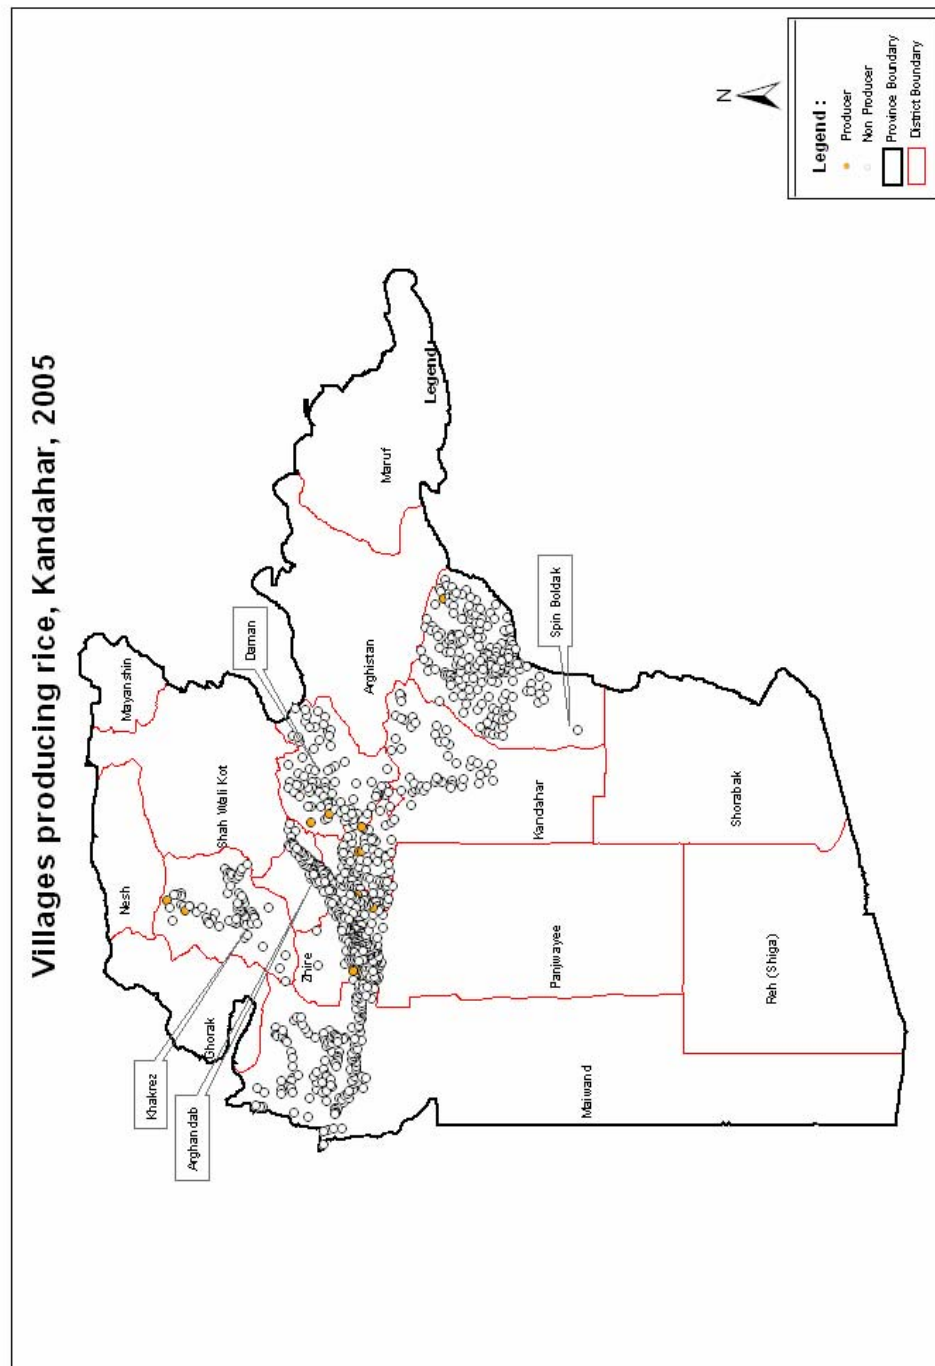 Villages producing rice, Kandahar, 2005
N
Mayanshin
Nesh
Shah Wali Kot
Daman
Ghorak
Khakrez
Zhire
Arghandab
Arghistan
Maruf
Legend:
Spin Boldak
Kandahar
Panjwayee
Maiwand
Shorabak
Reh (Shiga)
Legend :
Producer
Non Producer
Province Boundary
District Boundary